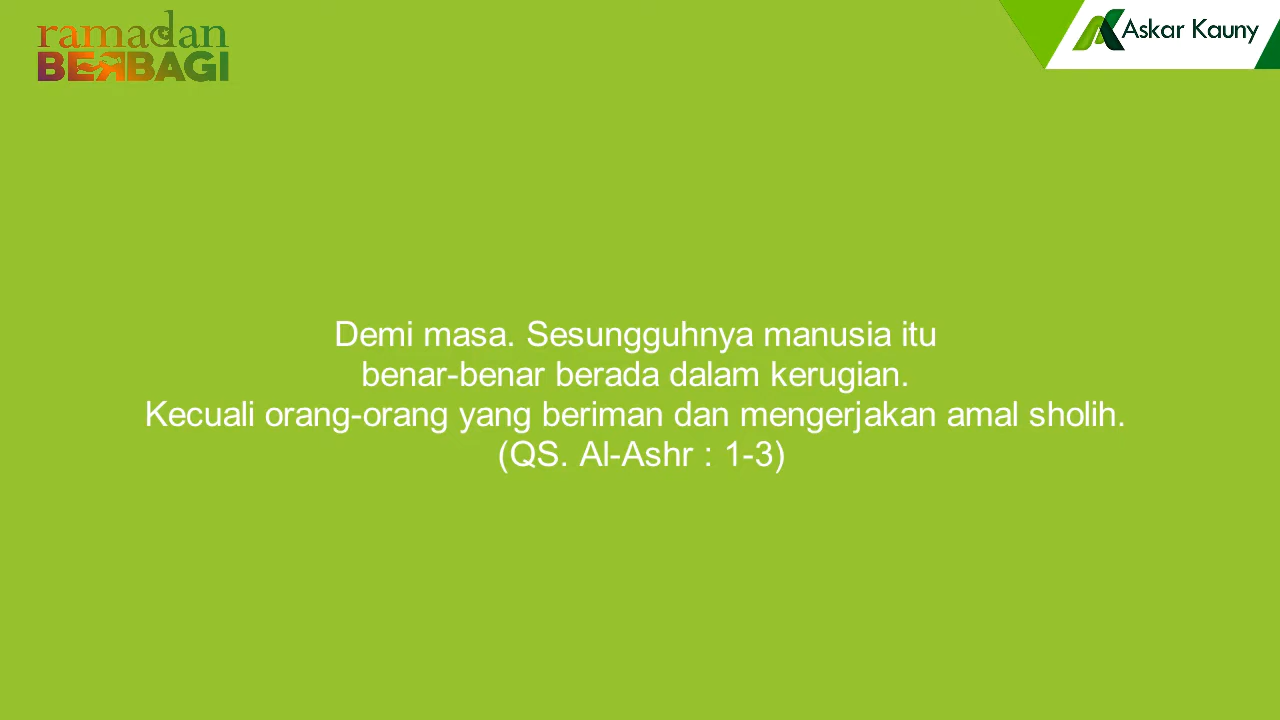 ramadan
BERBAGI
Askar Kauny
Demi masa. Sesungguhnya manusia itu
benar-benar berada dalam kerugian.
Kecuali orang-orang yang beriman dan mengerjakan amal sholih.
(QS. Al-Ashr : 1-3)